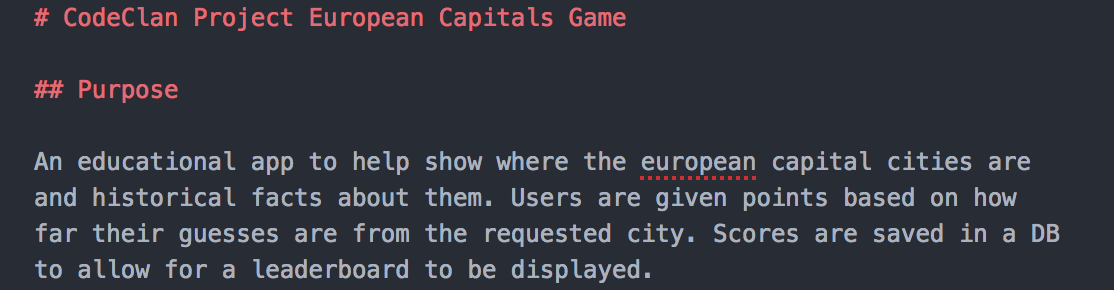 # CodeClan Project European Capitals Game
## Purpose
An educational app to help show where the european capital cities are
and historical facts about them. Users are given points based on how
far their guesses are from the requested city. Scores are saved in a DB
to allow for a leaderboard to be displayed.